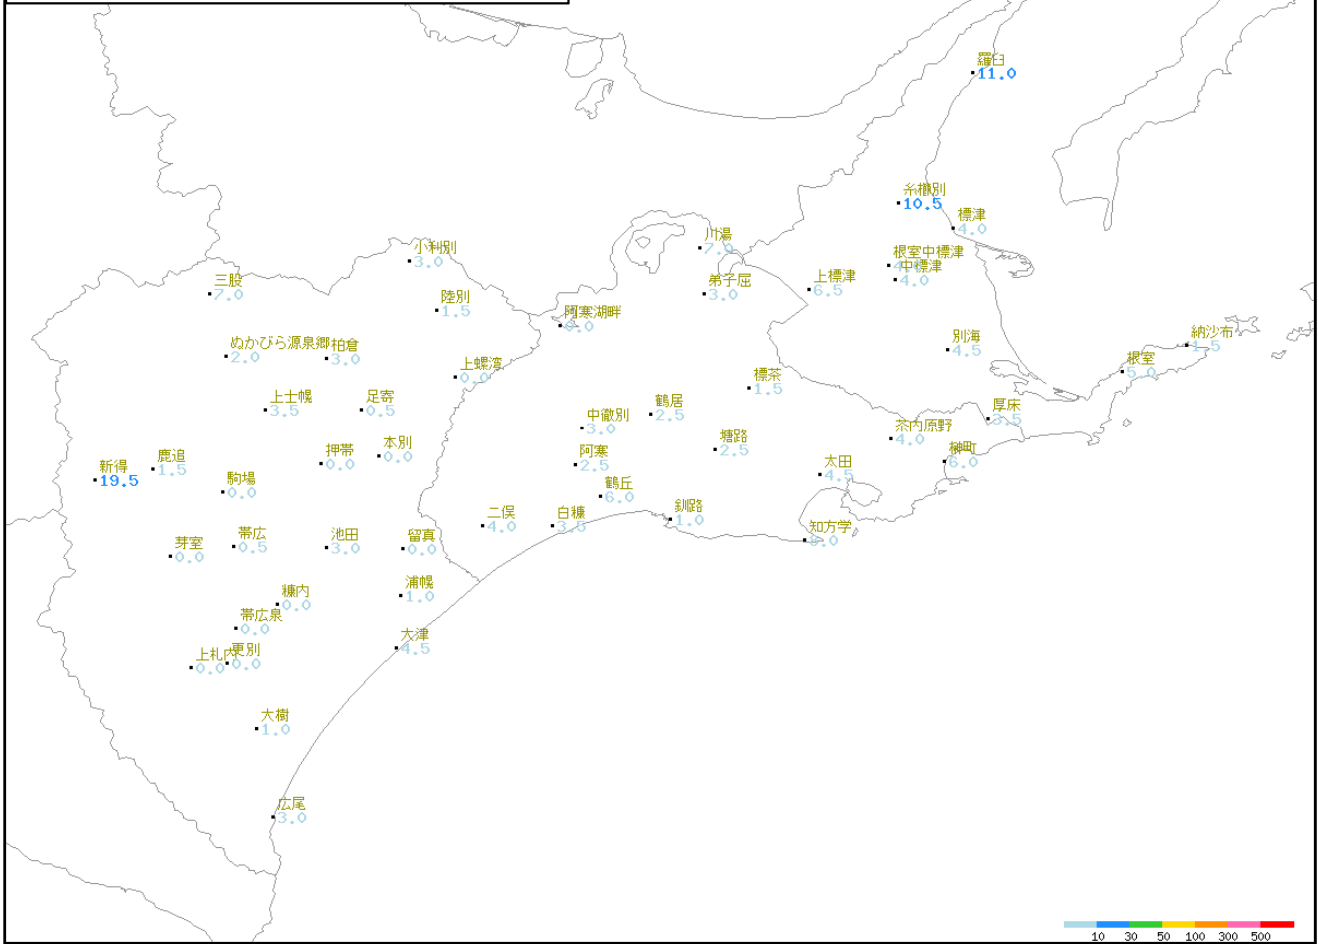 羅臼
11.0
糸櫛別
10.5
標津
4.0
川湯
小利別
3.0
根室中標津
中標津
4.0
三股
7.0
弟子屈
3.0
上標津
6.5
陸別
1.5
阿寒湖畔
納沙布
1.5
ぬかびら源泉郷
2.0
柏倉
3.0
別海
4.5
根室
5.0
上螺湾
0.0
標茶
1.5
上士幌
3.5
足寄
0.5
鶴居
2.5
厚床
3.5
中徹別
3.0
茶内原野
4.0
塘路
2.5
本別
0.0
押帯
0.0
榊町
6.0
鹿追
1.5
新得
19.5
阿寒
2.5
太田
4.5
駒場
0.0
鶴丘
6.0
二俣
4.0
白糠
3.5
釧路
1.0
知方学
帯広
0.5
池田
3.0
留真
0.0
芽室
0.0
浦幌
1.0
糠内
0.0
帯広泉
0.0
大津
4.5
上札内
0.0
更別
0.0
大樹
1.0
広尾
3.0
10 30 50 100 300 500